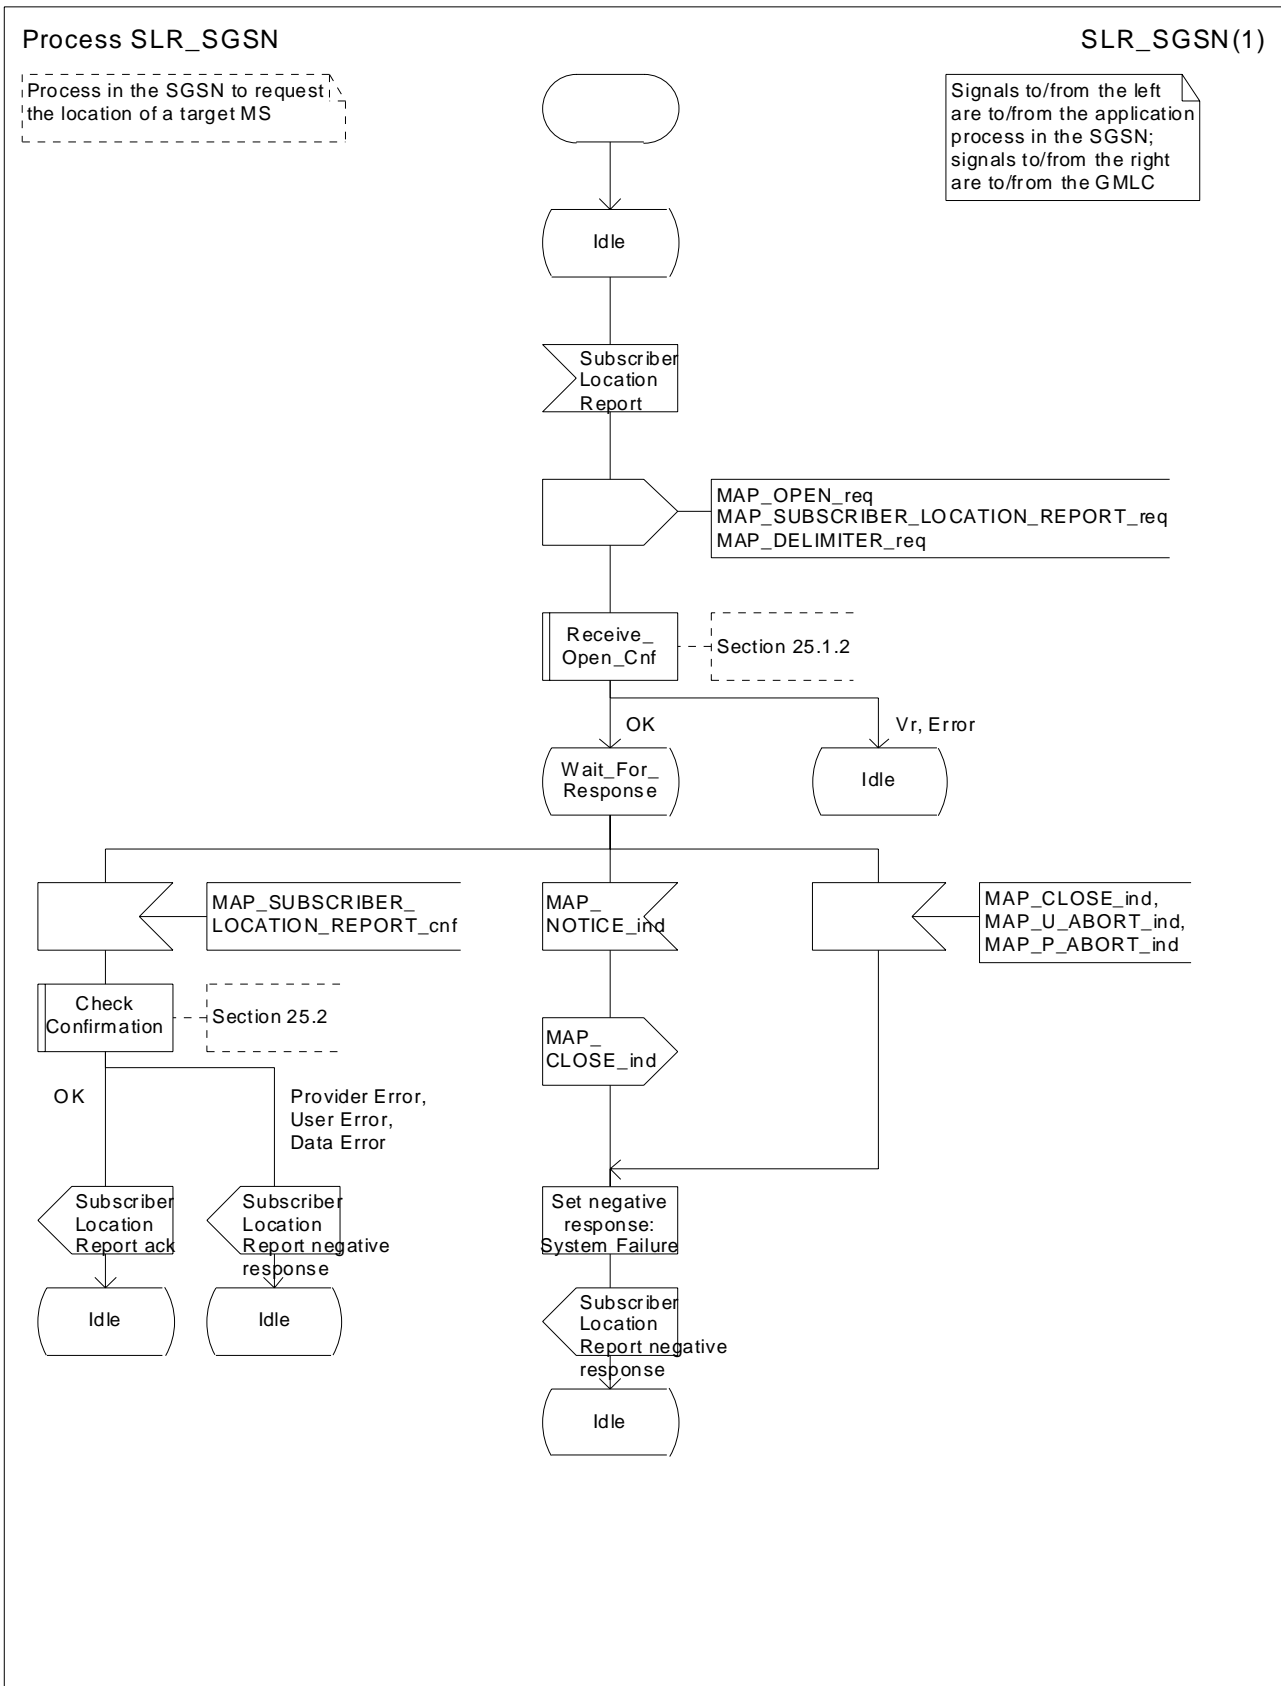 Process SLR_SGSN
SLR_SGSN(1)
Process in the SGSN to request
the location of a target MS
Signals to/from the left
are to/from the application
process in the SGSN;
signals to/from the right
are to/from the GMLC
Idle
Subscriber
Location
Report
MAP_OPEN_req
MAP_SUBSCRIBER_LOCATION_REPORT_req
MAP_DELIMITER_req
Receive_
Open_Cnf
Section 25.1.2
OK
Vr, Error
Wait_For_
Response
Idle
MAP_SUBSCRIBER_
LOCATION_REPORT_cnf
MAP_
NOTICE_ind
MAP_CLOSE_ind,
MAP_U_ABORT_ind,
MAP_P_ABORT_ind
Check
Confirmation
Section 25.2
MAP_
CLOSE_ind
OK
Provider Error,
User Error,
Data Error
Subscriber
Location
Report ack
Subscriber
Location
Report negative
response
Set negative
response:
System Failure
Idle
Idle
Subscriber
Location
Report negative
response
Idle